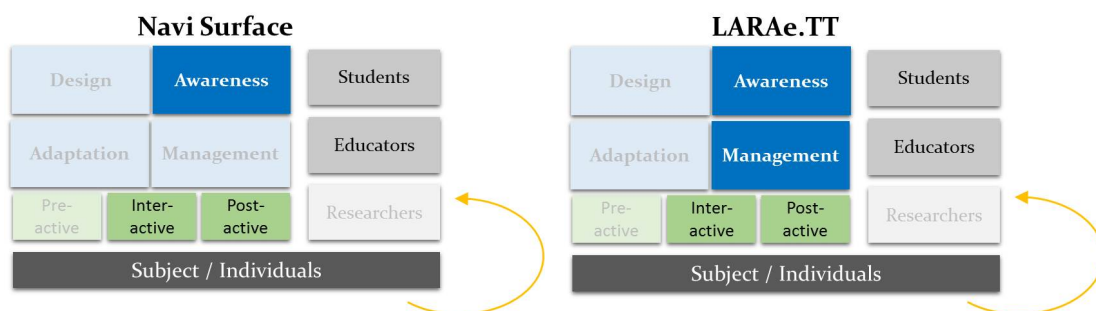 Navi Surface
Design
Awareness
Students
Adaptation
Management
Educators
Pre-
active
Inter-
active
Post-
active
Researchers
Subject / Individuals
LARAe.TT
Design
Awareness
Students
Adaptation
Management
Educators
Pre-
active
Inter-
active
Post-
active
Researchers
Subject / Individuals